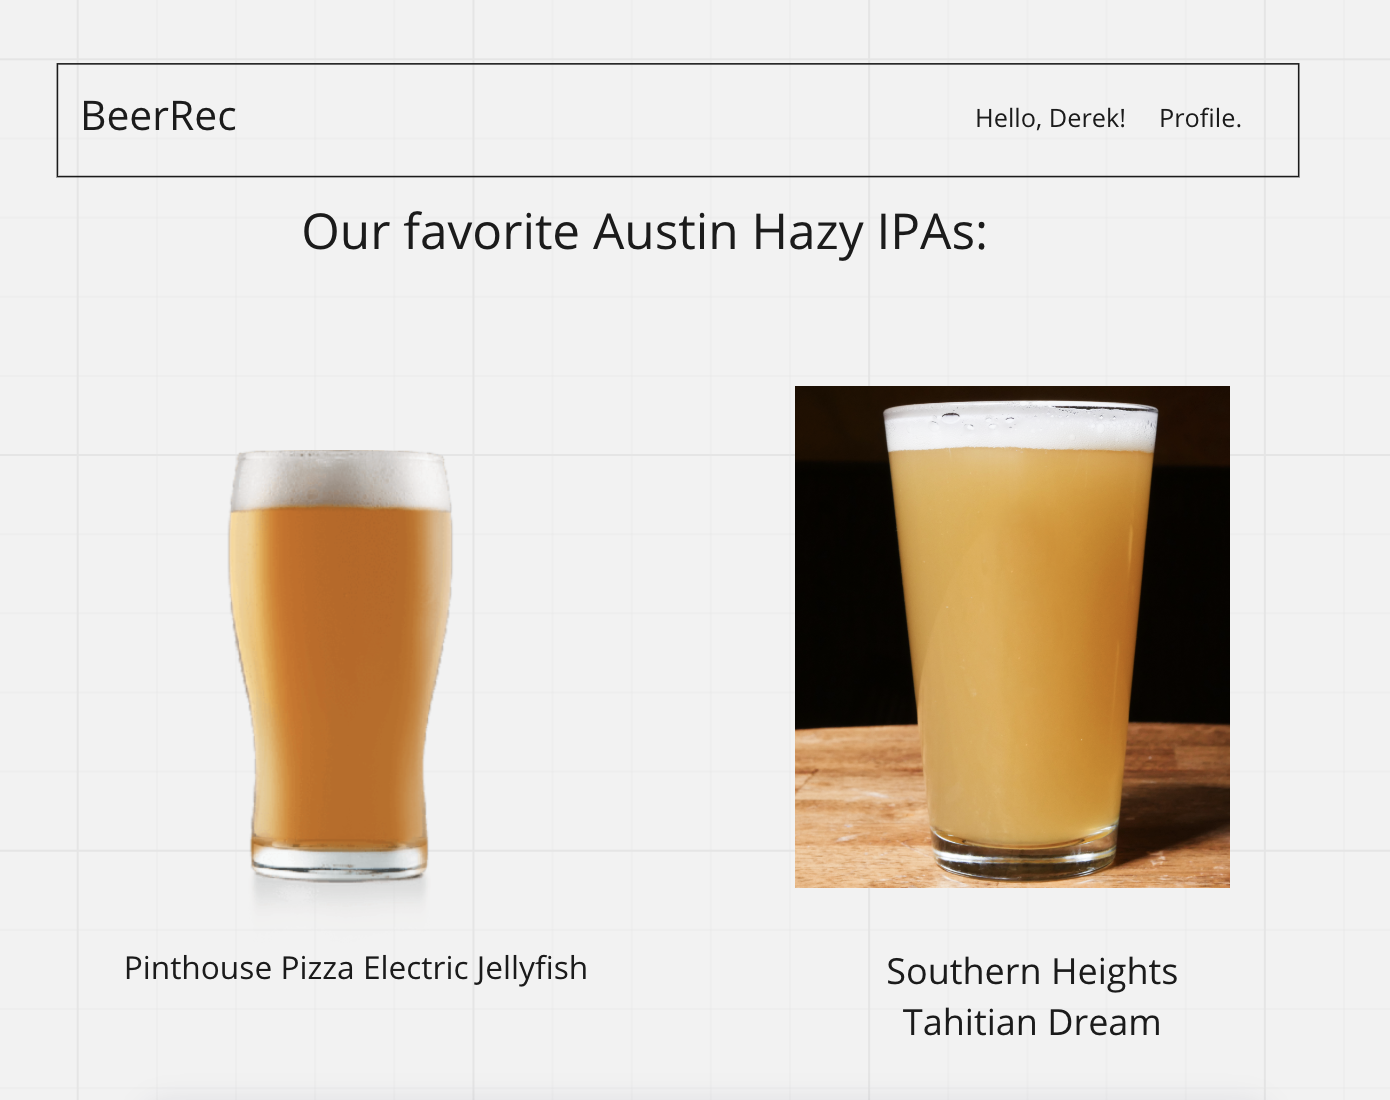 BeerRec
Hello, Derek! Profile.
Our favorite Austin Hazy IPAs:
Pinthouse Pizza Electric Jellyfish
Southern Heights
Tahitian Dream